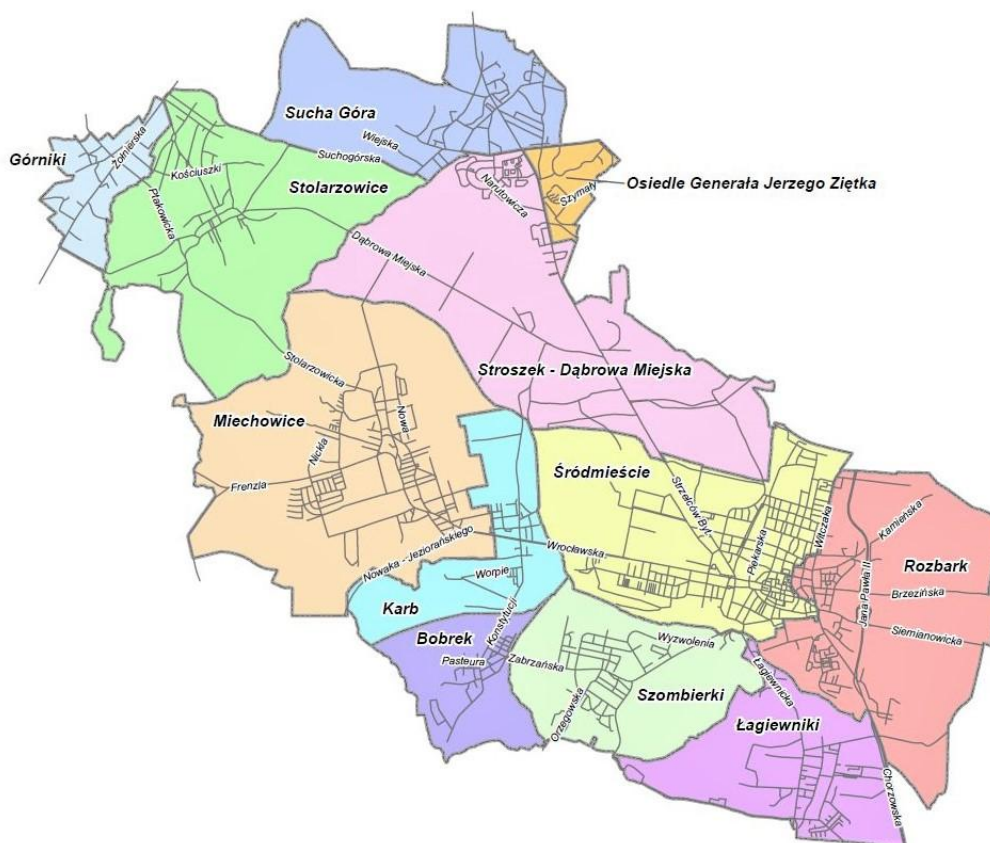 Sucha Góra
Wiejska
Górniki
Żołnierska
Suchogórska
Kościuszki
Stolarzowice
Ptakowicka
Narutowicza
Szymały
Osiedle Generała Jerzego Ziętka
Dąbrowa Miejska
Stolarzowicka
Stroszek - Dąbrowa Miejska
Miechowice
Nowa
Nickla
Frenzla
Śródmieście
Strzelców Byt.
Witczaka
Piekarska
Kamieńska
Nowaka - Jeziorańskiego
Wrocławska
Jana Pawła II
Rozbark
Brzezińska
Worpie
Karb
Konstytucji
Siemianowicka
Bobrek
Wyzwolenia
Pasteura
Zabrzańska
Łagiewnicka
Szombierki
Orzegowska
Łagiewniki
Chorzowska